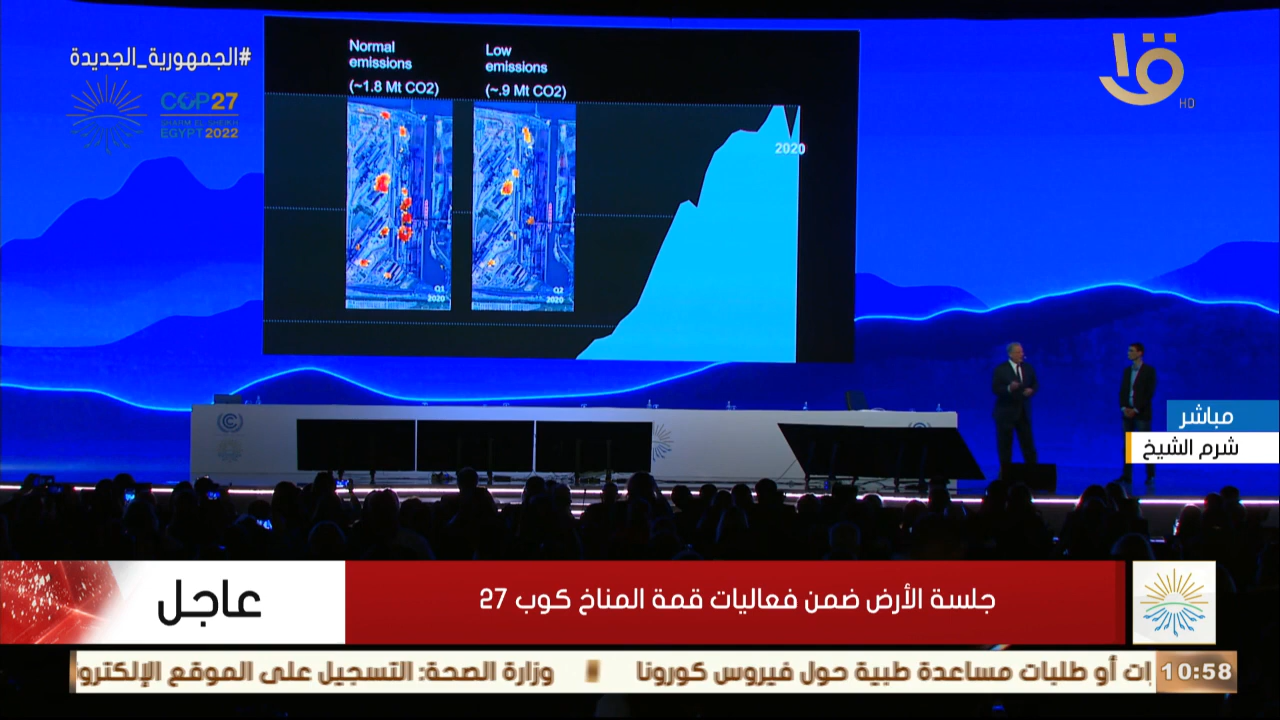 #الجمهورية_الجديدة
COP27
SHARM EL SHEIKH
EGYPT 2022
Normal
emissions
(~1.8 Mt CO2)
Low
emissions
(~.9 Mt CO2)
2020
Q1
2020
Q2
2020
HD
مباشر
شرم الشيخ
عاجل
جلسة الأرض ضمن فعاليات قمة المناخ كوب 27
أو طلبات مساعدة طبية حول فيروس كورونا
وزارة الصحة: التسجيل على الموقع
10:58